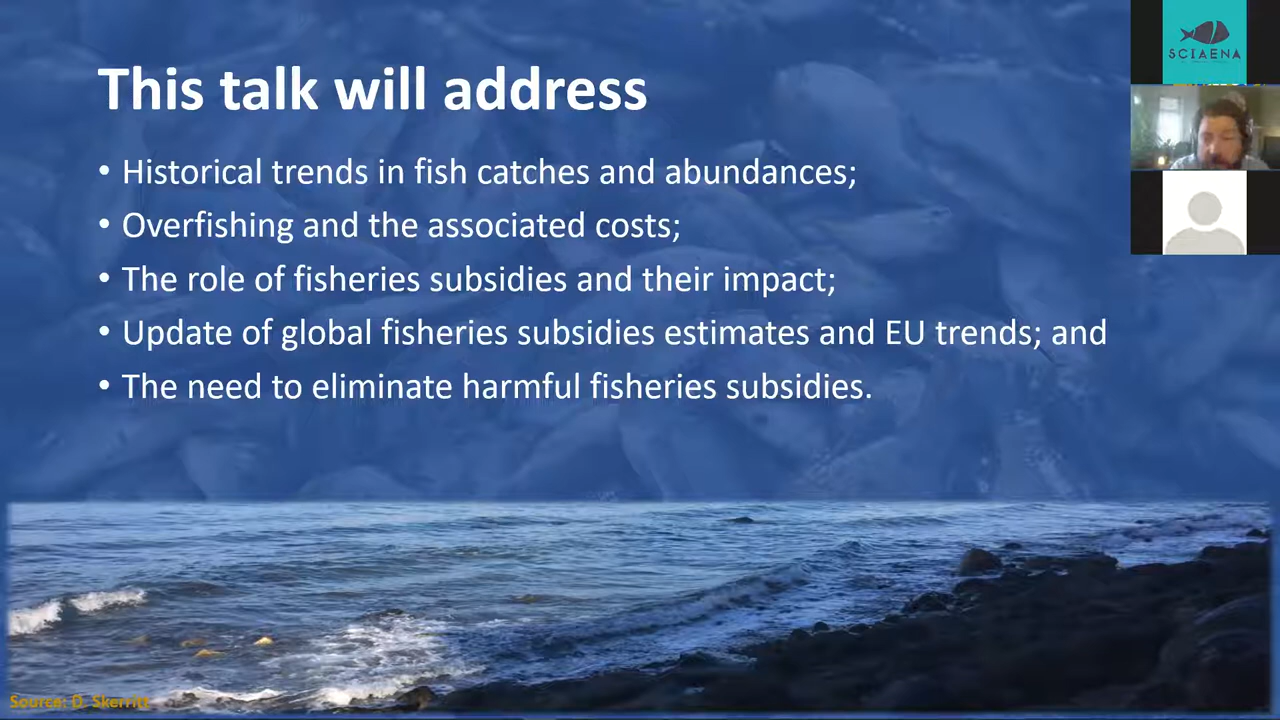 This talk will address
• Historical trends in fish catches and abundances;
• Overfishing and the associated costs;
• The role of fisheries subsidies and their impact;
• Update of global fisheries subsidies estimates and EU trends; and
• The need to eliminate harmful fisheries subsidies.
SCIAENA
Source: D. Skerritt